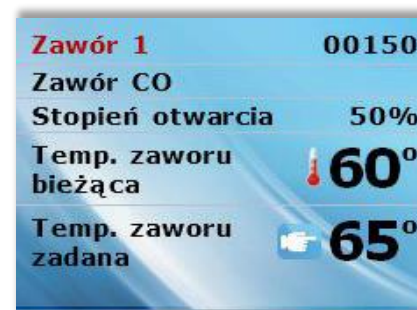 Zawór 1 00150
Zawór CO
Stopień otwarcia 50%
Temp. zaworu
bieżąca 60°
Temp. zaworu
zadana 65°